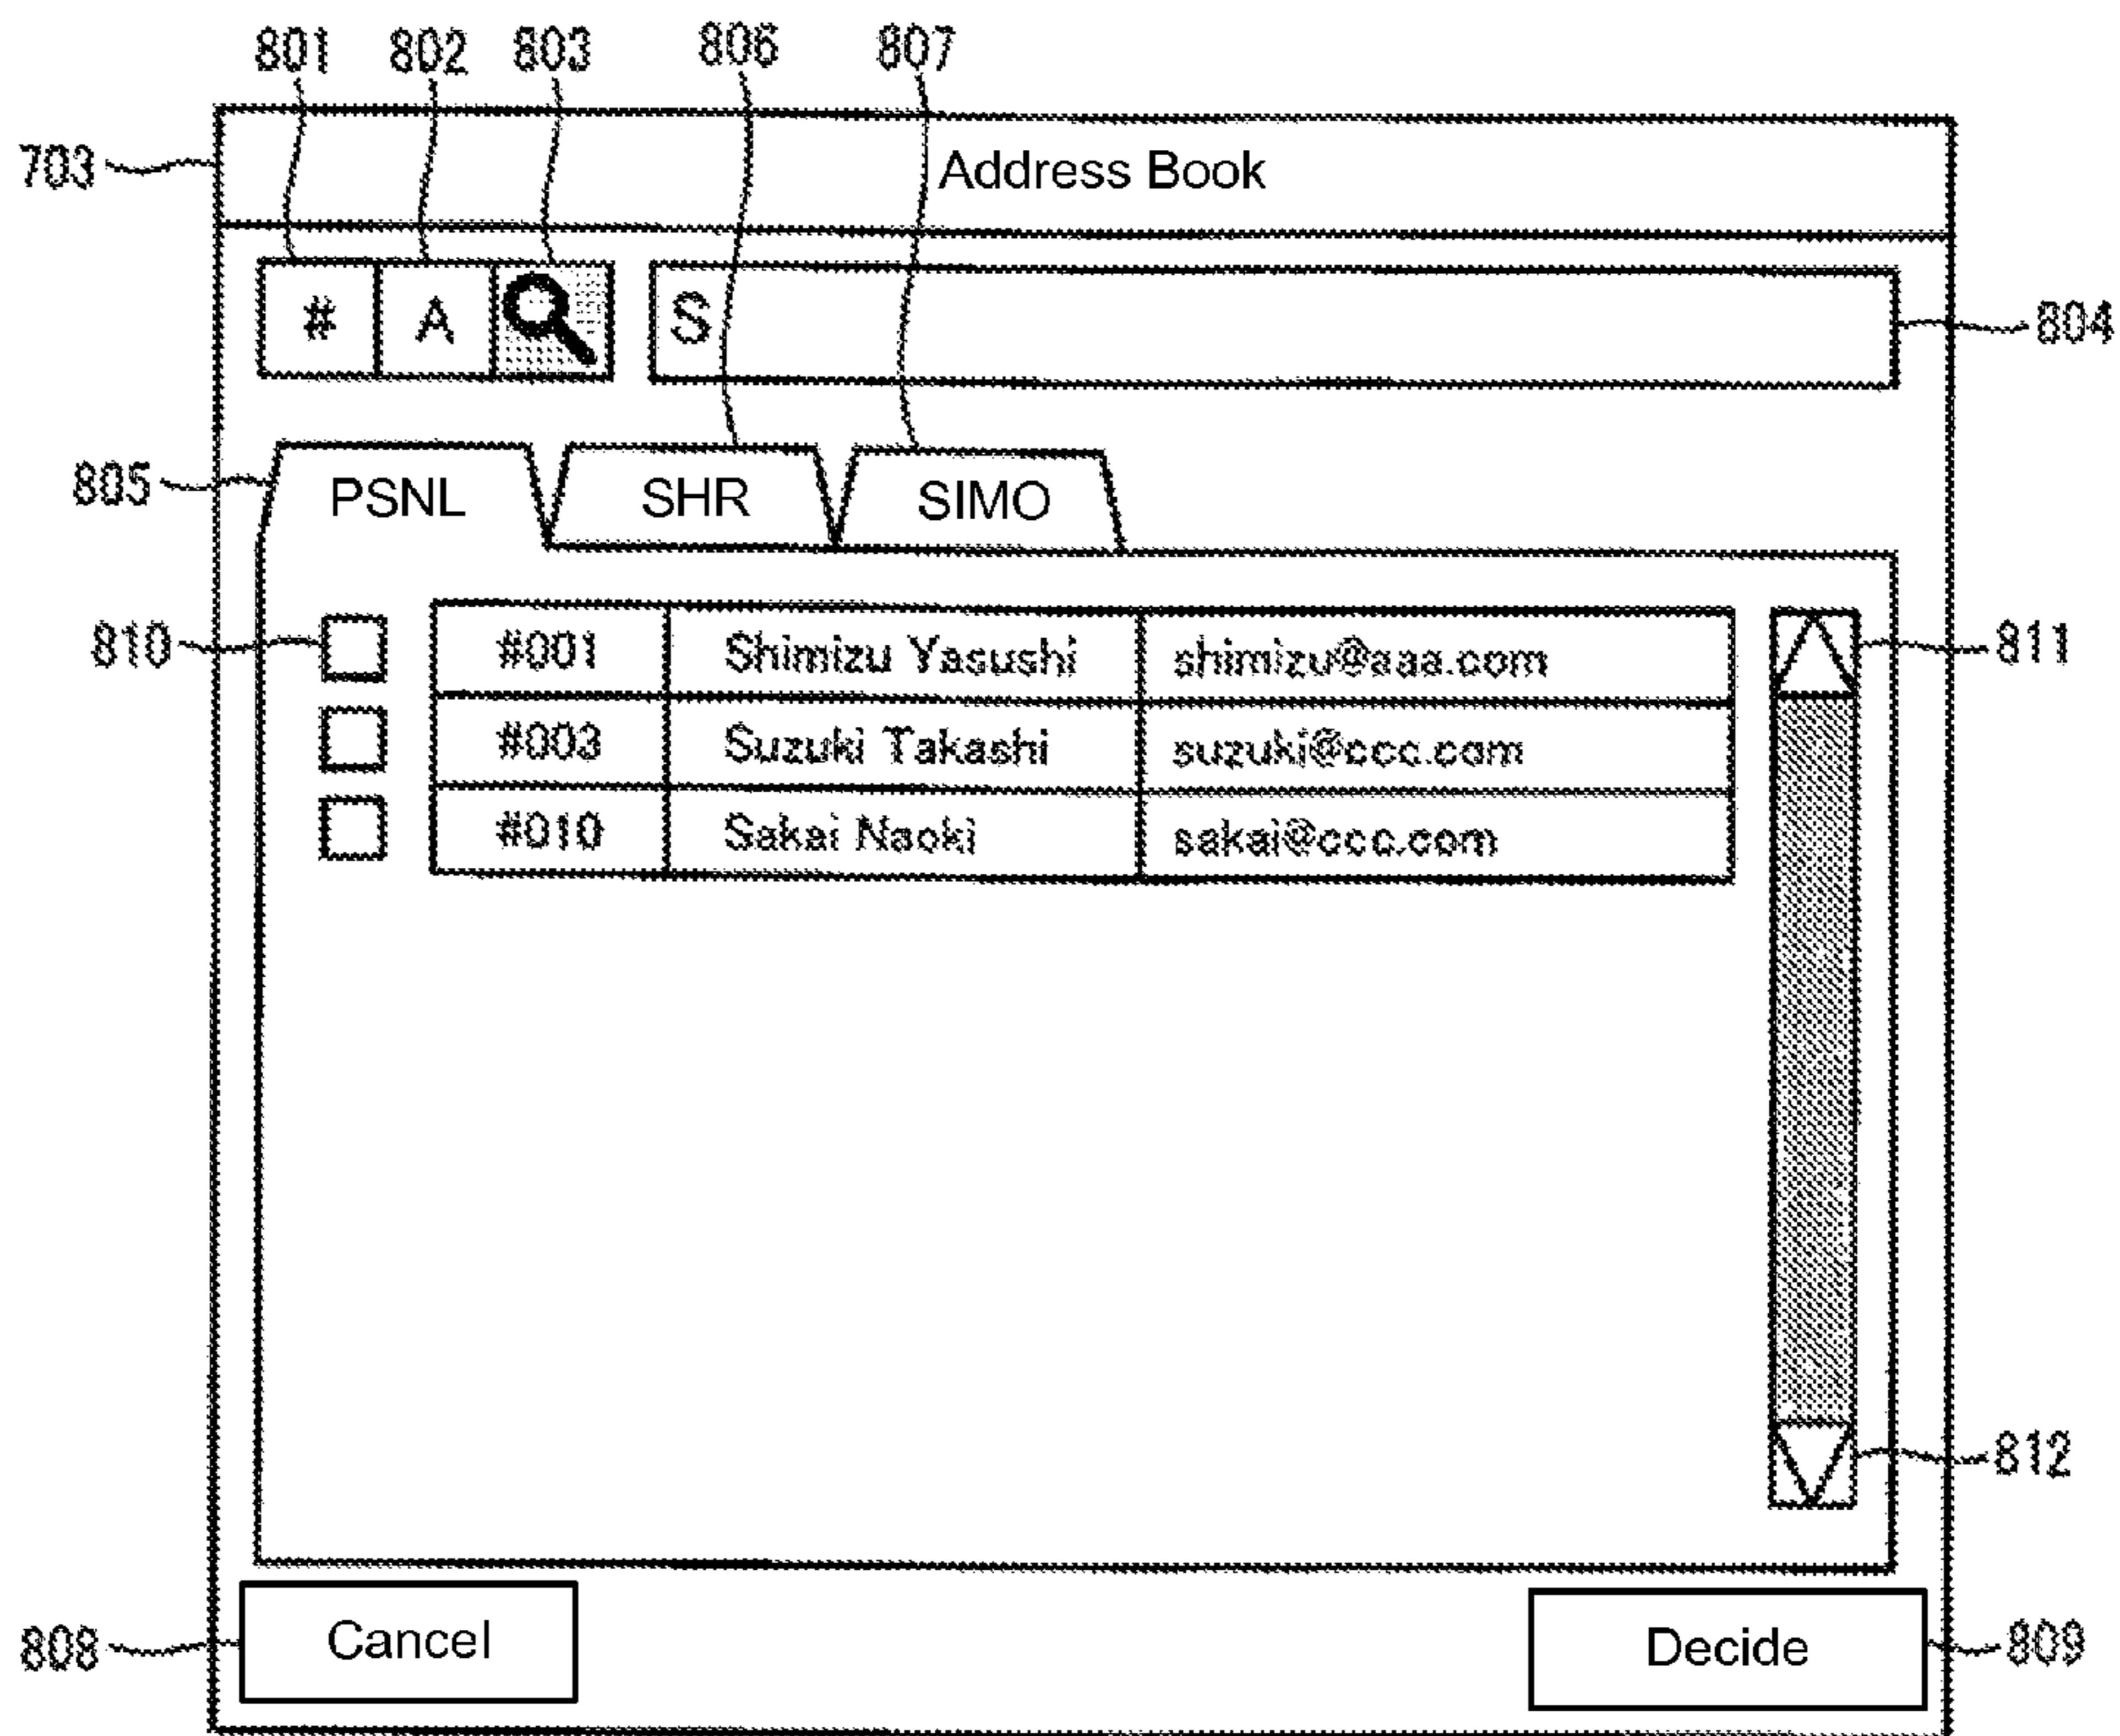 801 802 803 806 807
703 Address Book
# A S 804
805 PSNL SHR SIMO
810 #001 Shimizu Yasushi shimizu@aaa.com 811
#003 Suzuki Takashi suzuki@ccc.com
#010 Sakai Naoki sakai@ccc.com
812
808 Cancel Decide 809